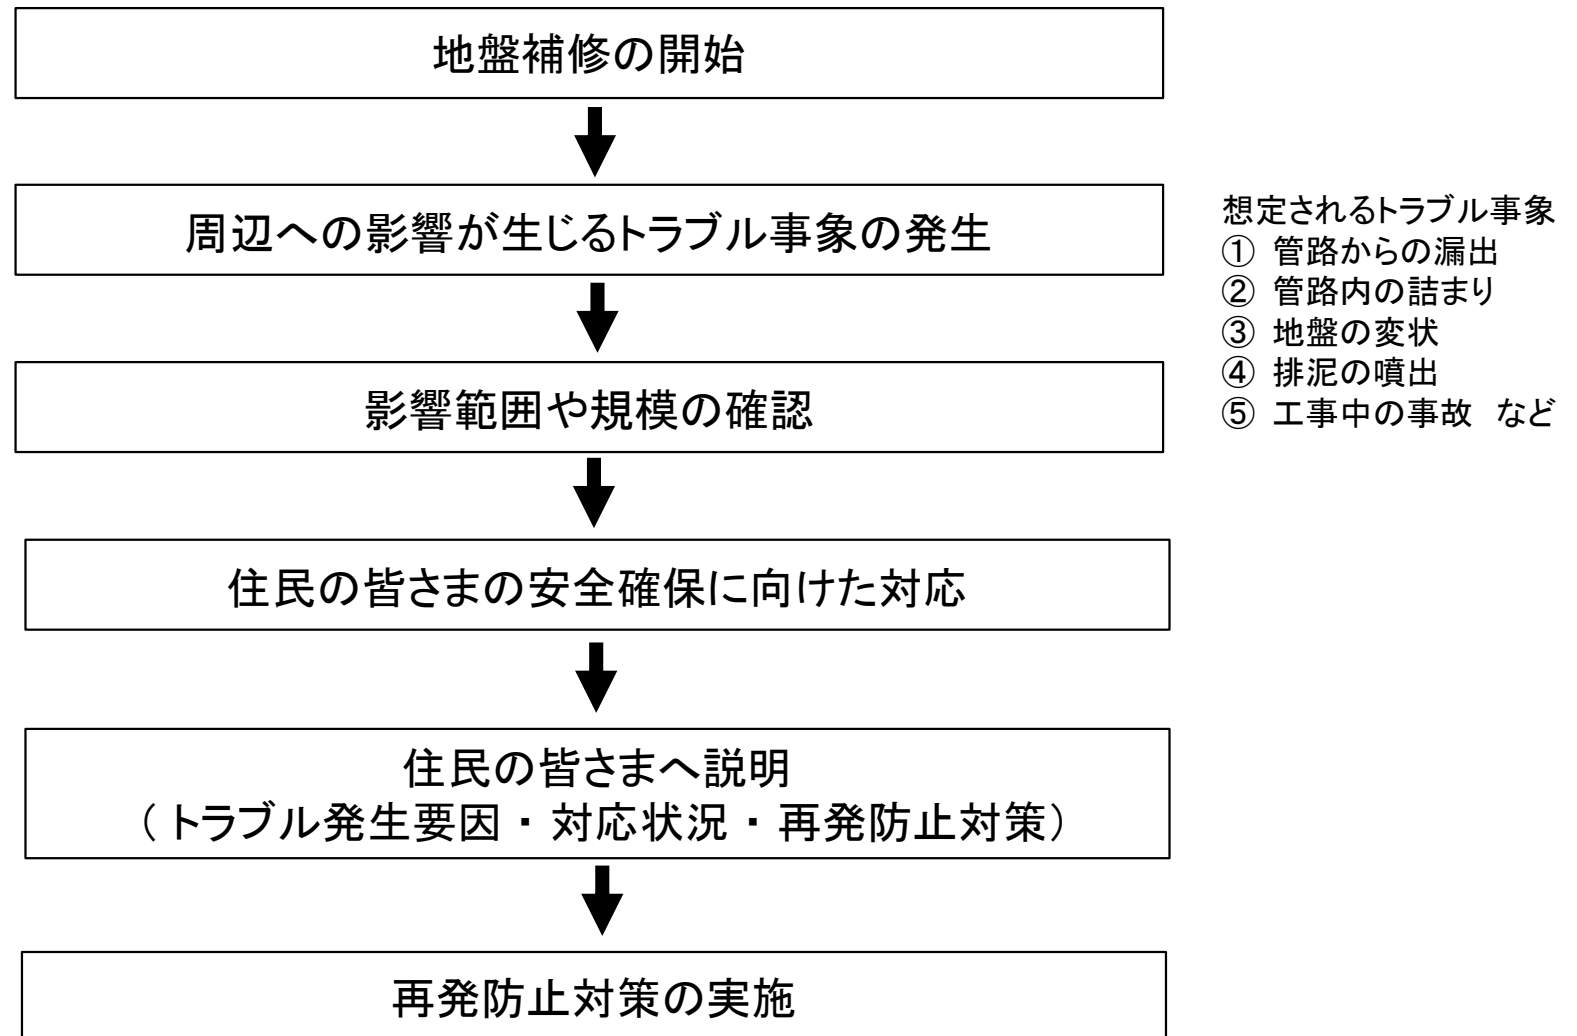 地盤補修の開始
周辺への影響が生じるトラブル事象の発生
想定されるトラブル事象
① 管路からの漏出
② 管路内の詰まり
③ 地盤の変状
④ 排泥の噴出
⑤ 工事中の事故 など
影響範囲や規模の確認
住民の皆さまの安全確保に向けた対応
住民の皆さまへ説明
（トラブル発生要因・対応状況・再発防止対策）
再発防止対策の実施